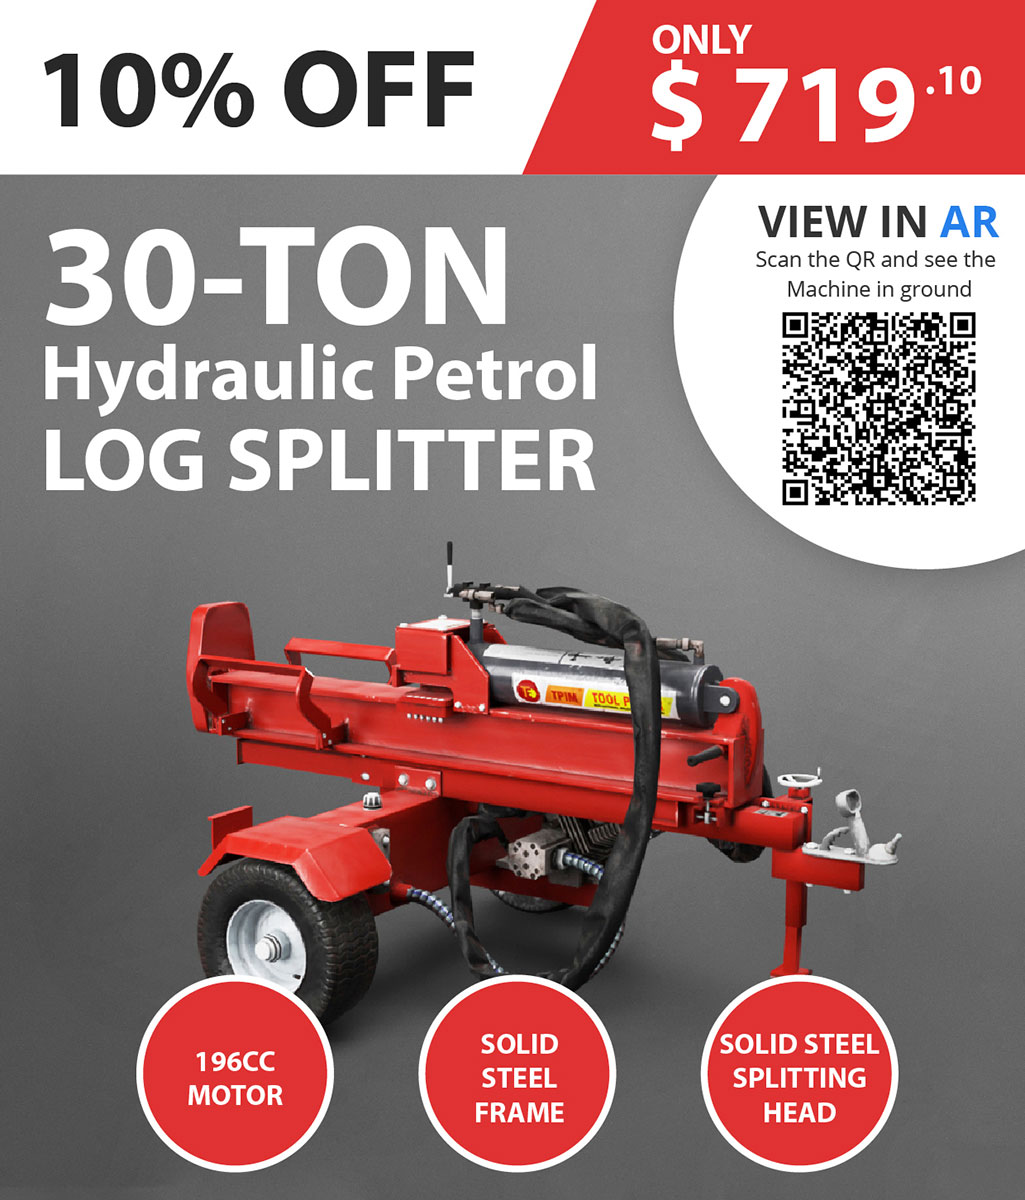 10% OFF
ONLY
$ 719.10
30-TON
Hydraulic Petrol
LOG SPLITTER
VIEW IN AR
Scan the QR and see the
Machine in ground
TF TPIM TOOL P
196CC
MOTOR
SOLID
STEEL
FRAME
SOLID STEEL
SPLITTING
HEAD